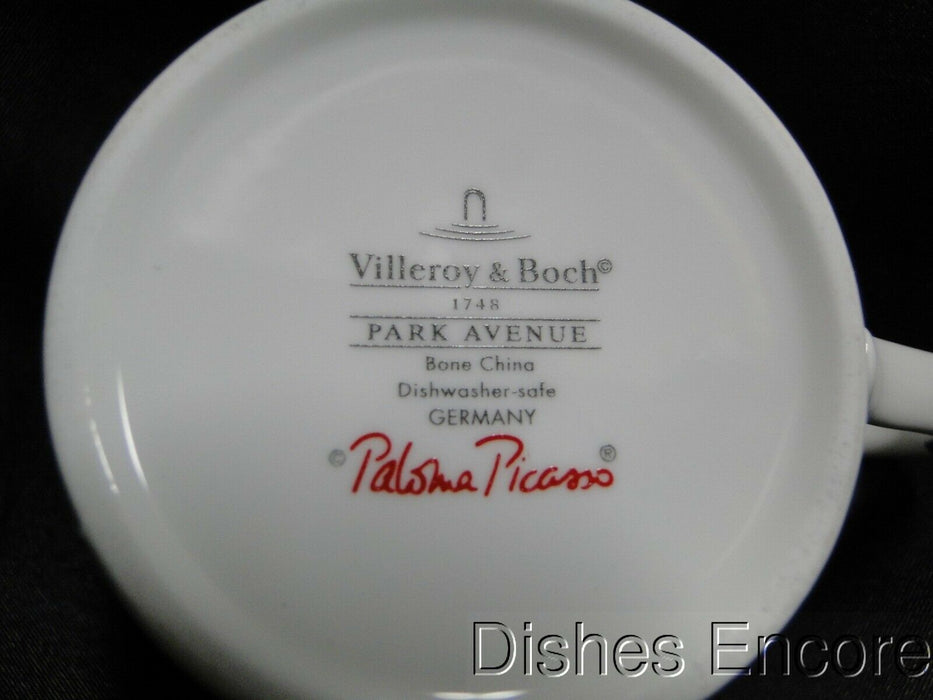 Villeroy & Boch©
1748
PARK AVENUE
Bone China
Dishwasher-safe
GERMANY
© Paloma Picasso ®
Dishes Encore